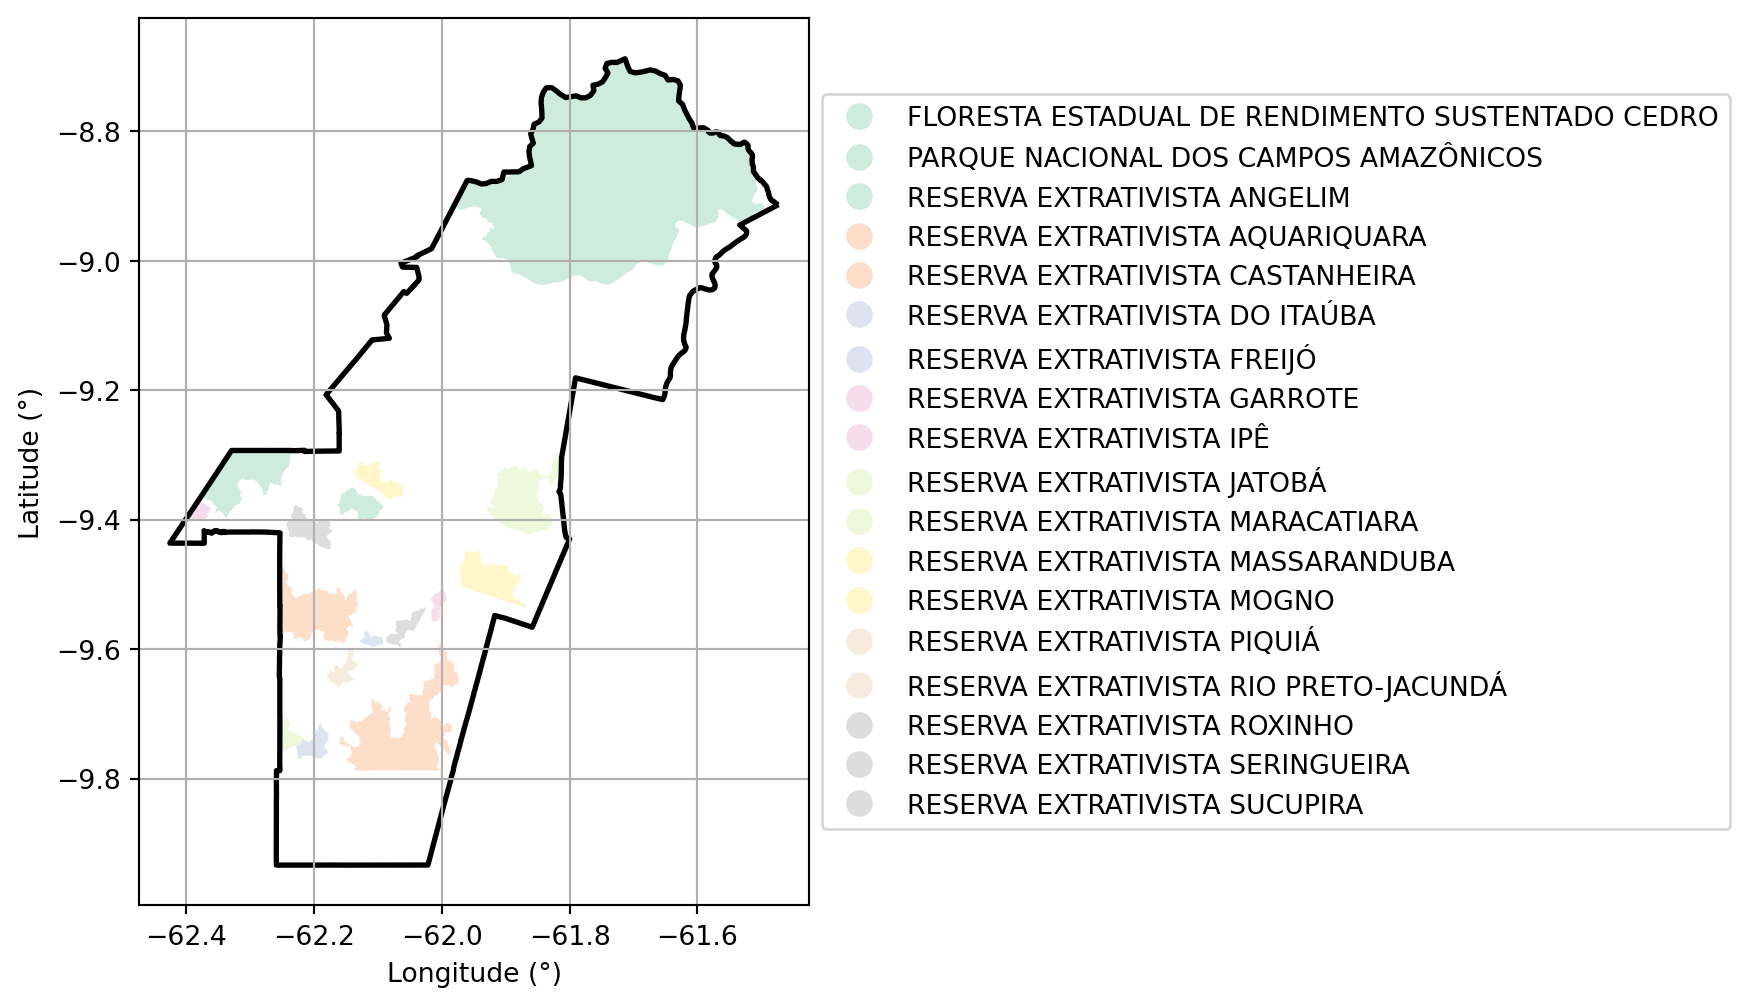 −8.8
−9.0
−9.2
−9.4
−9.6
−9.8
Latitude (°)
−62.4
−62.2
−62.0
−61.8
−61.6
Longitude (°)
FLORESTA ESTADUAL DE RENDIMENTO SUSTENTADO CEDRO
PARQUE NACIONAL DOS CAMPOS AMAZÔNICOS
RESERVA EXTRATIVISTA ANGELIM
RESERVA EXTRATIVISTA AQUARIQUARA
RESERVA EXTRATIVISTA CASTANHEIRA
RESERVA EXTRATIVISTA DO ITAÚBA
RESERVA EXTRATIVISTA FREIJÓ
RESERVA EXTRATIVISTA GARROTE
RESERVA EXTRATIVISTA IPÊ
RESERVA EXTRATIVISTA JATOBÁ
RESERVA EXTRATIVISTA MARACATIARA
RESERVA EXTRATIVISTA MASSARANDUBA
RESERVA EXTRATIVISTA MOGNO
RESERVA EXTRATIVISTA PIQUIÁ
RESERVA EXTRATIVISTA RIO PRETO-JACUNDÁ
RESERVA EXTRATIVISTA ROXINHO
RESERVA EXTRATIVISTA SERINGUEIRA
RESERVA EXTRATIVISTA SUCUPIRA